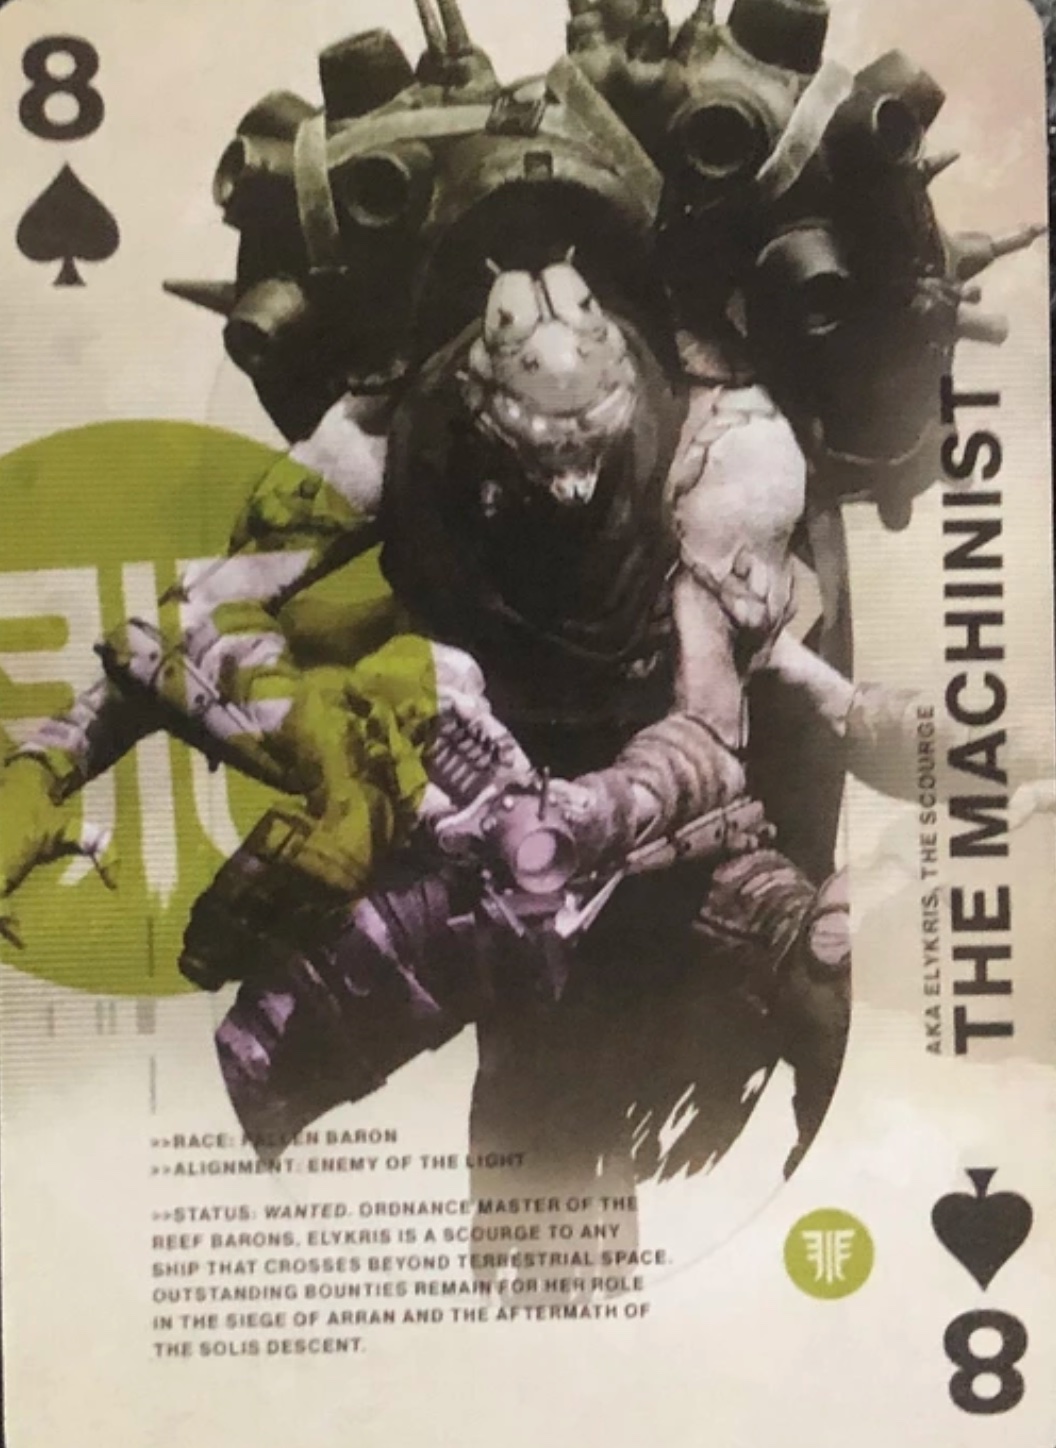 8
THE MACHINIST
AKA ELYKRIS, THE SCOURGE
>>RACE: FALLEN BARON
>>ALIGNMENT: ENEMY OF THE LIGHT
>>STATUS: WANTED. ORDNANCE MASTER OF THE
REEF BARONS, ELYKRIS IS A SCOURGE TO ANY
SHIP THAT CROSSES BEYOND TERRESTRIAL SPACE.
OUTSTANDING BOUNTIES REMAIN FOR HER ROLE
IN THE SIEGE OF ARRAN AND THE AFTERMATH OF
THE SOLIS DESCENT.
8